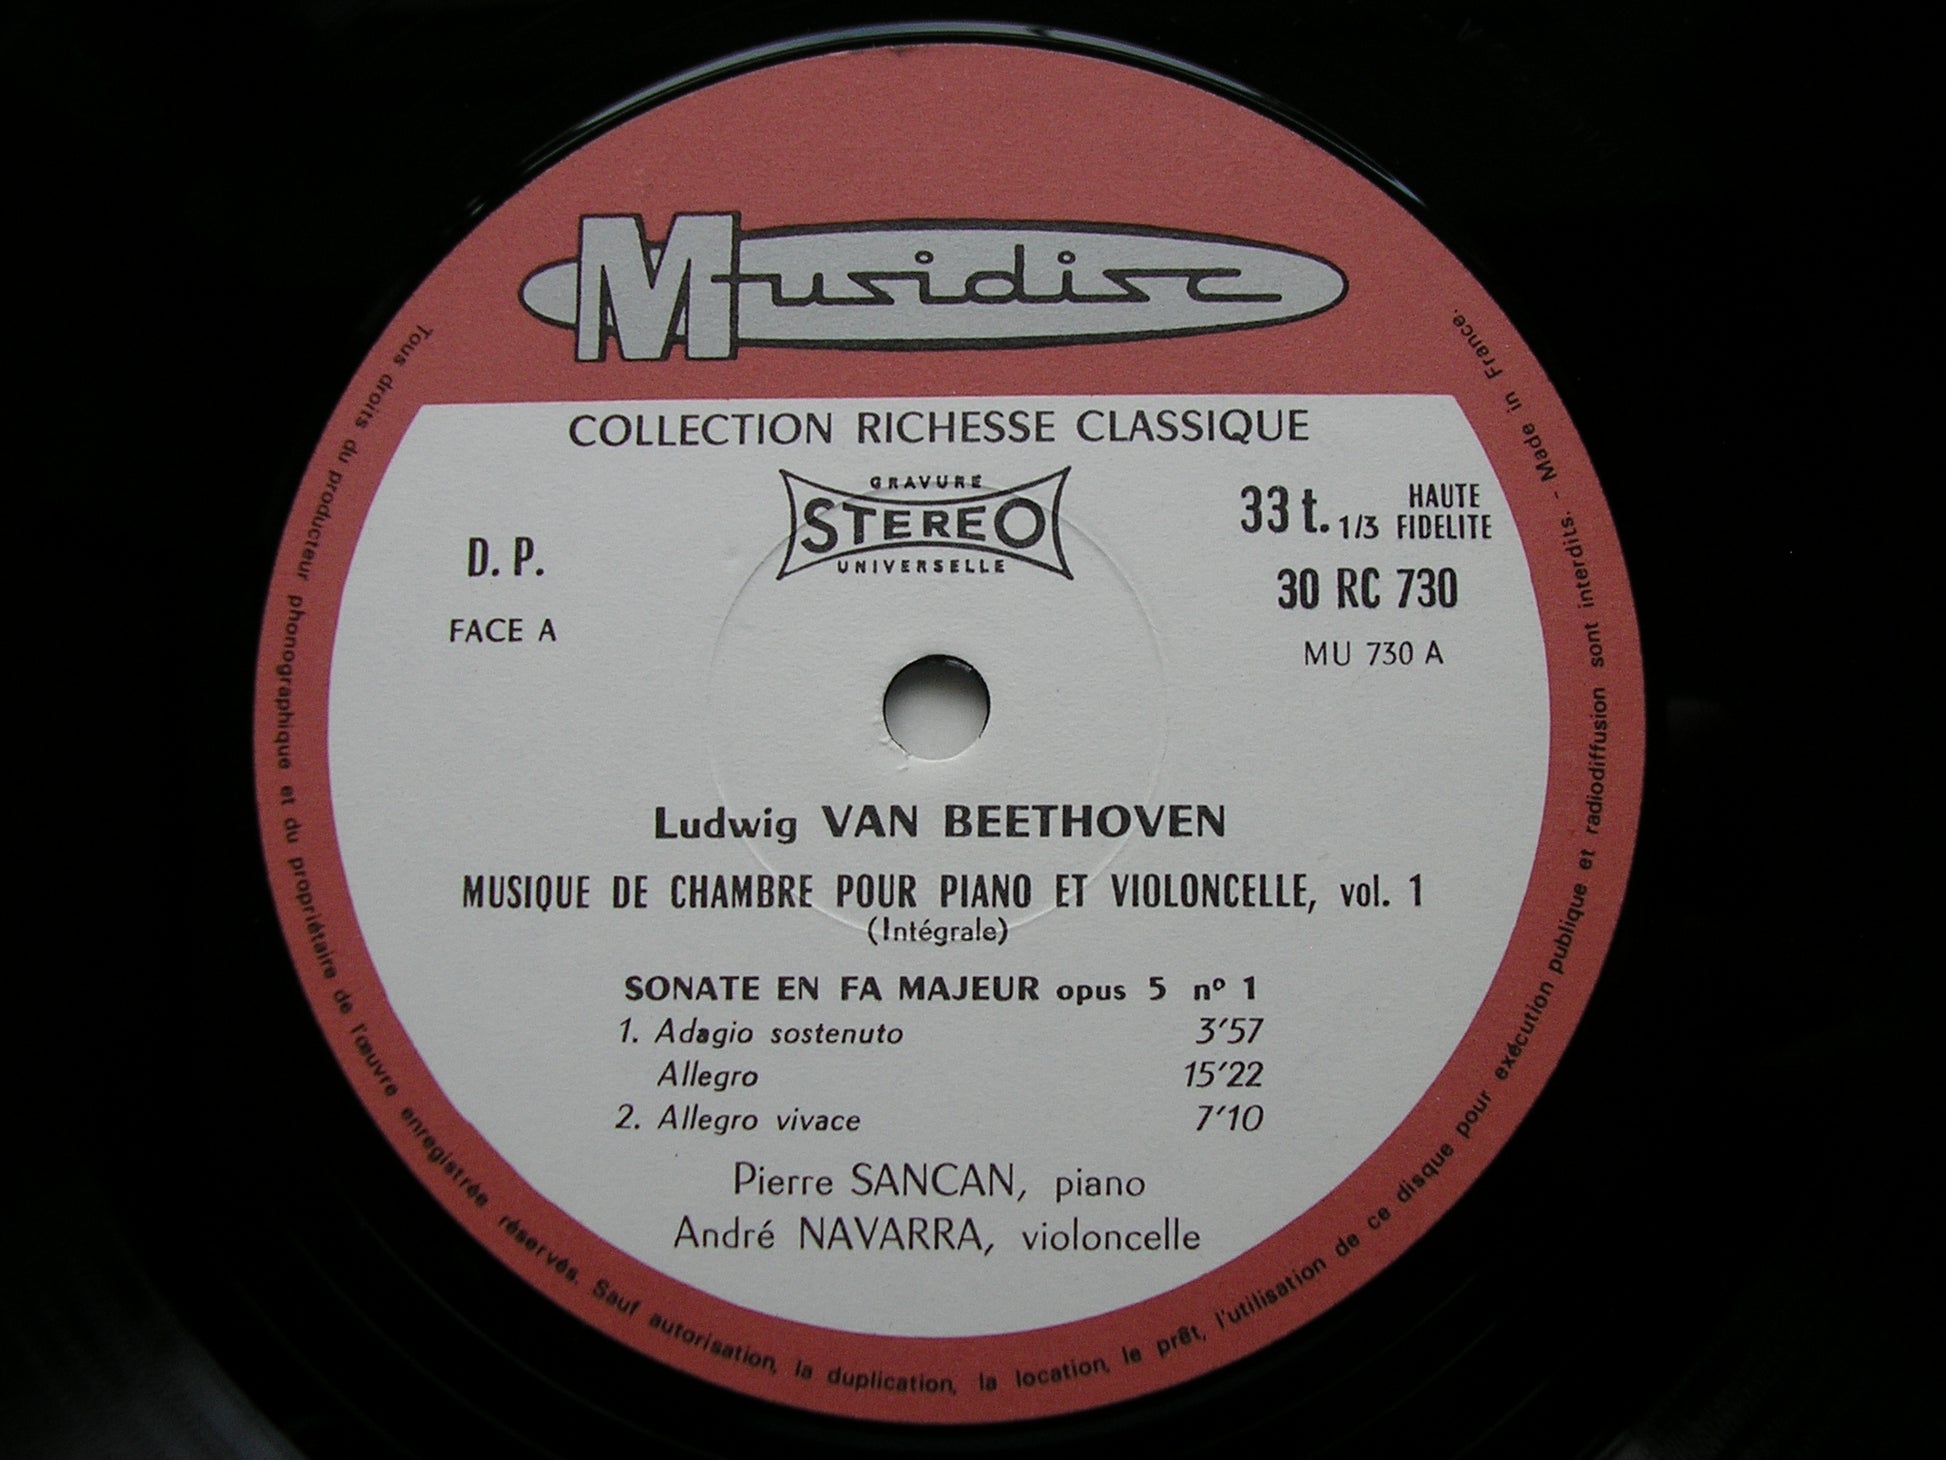 Musidisc
COLLECTION RICHESSE CLASSIQUE
GRAVURE
STEREO
UNIVERSELLE
D. P.
FACE A
33 t. 1/3 HAUTE FIDELITE
30 RC 730
MU 730 A
Ludwig VAN BEETHOVEN
MUSIQUE DE CHAMBRE POUR PIANO ET VIOLONCELLE, vol. 1
(Intégrale)
SONATE EN FA MAJEUR opus 5 nº 1
1. Adagio sostenuto 3'57
Allegro 15'22
2. Allegro vivace 7'10
Pierre SANCAN, piano
André NAVARRA, violoncelle
Tous droits du producteur phonographique et du propriétaire de l'œuvre enregistrée réservés. Sauf autorisation, la duplication, la location, le prêt, l'utilisation de ce disque pour exécution publique et radiodiffusion sont interdits. - Made in France.